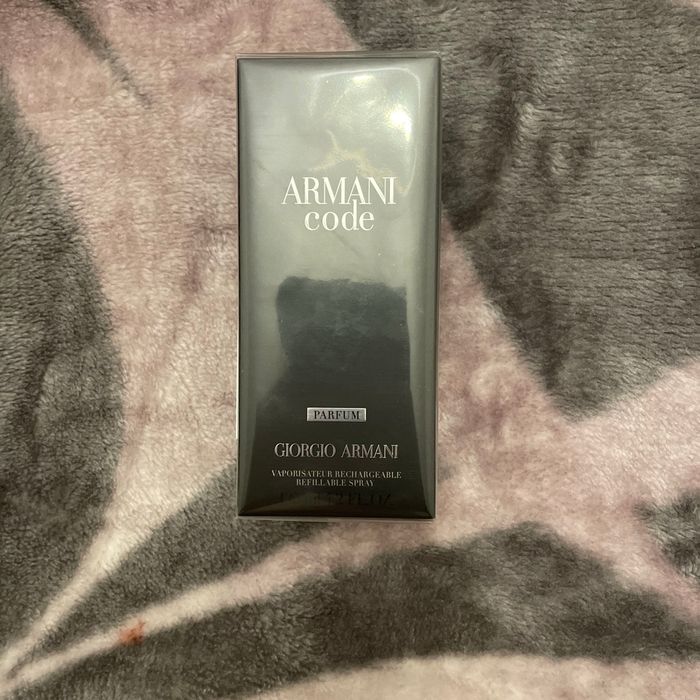 ARMANI
code
PARFUM
GIORGIO ARMANI
VAPORISATEUR RECHARGEABLE
REFILLABLE SPRAY